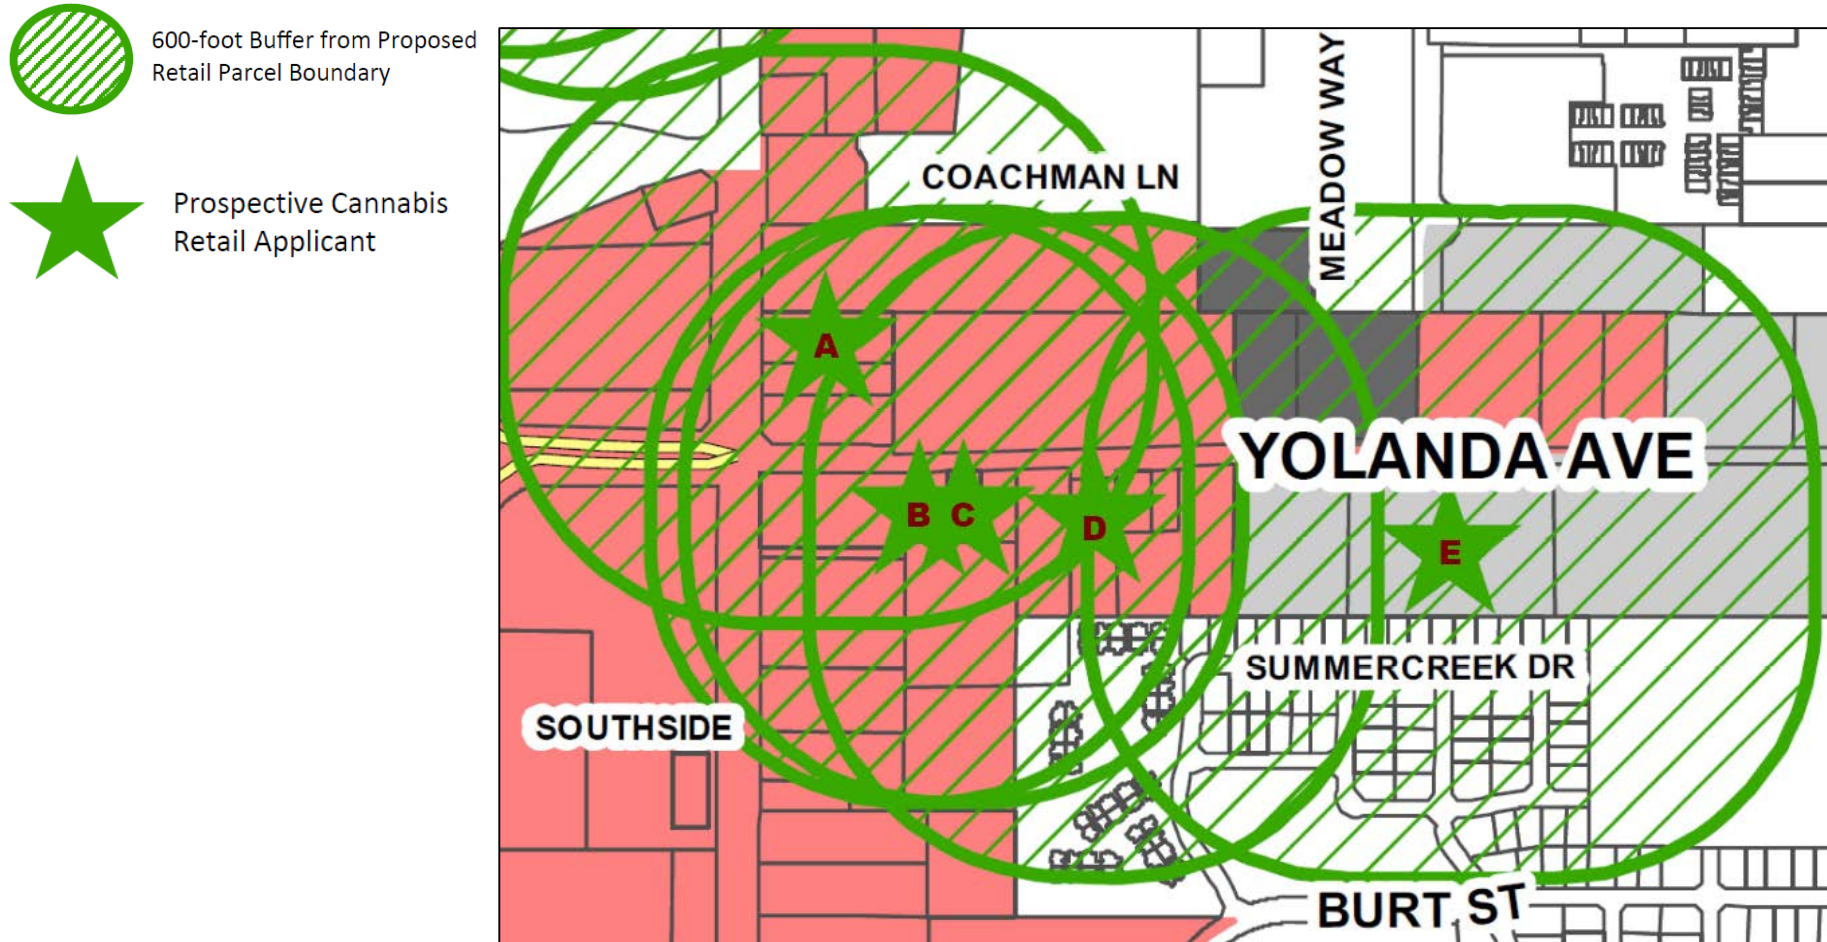 600-foot Buffer from Proposed
Retail Parcel Boundary
Prospective Cannabis
Retail Applicant
MEADOW WAY
COACHMAN LN
A
YOLANDA AVE
B C
D
E
SUMMERCREEK DR
SOUTHSIDE
BURT ST